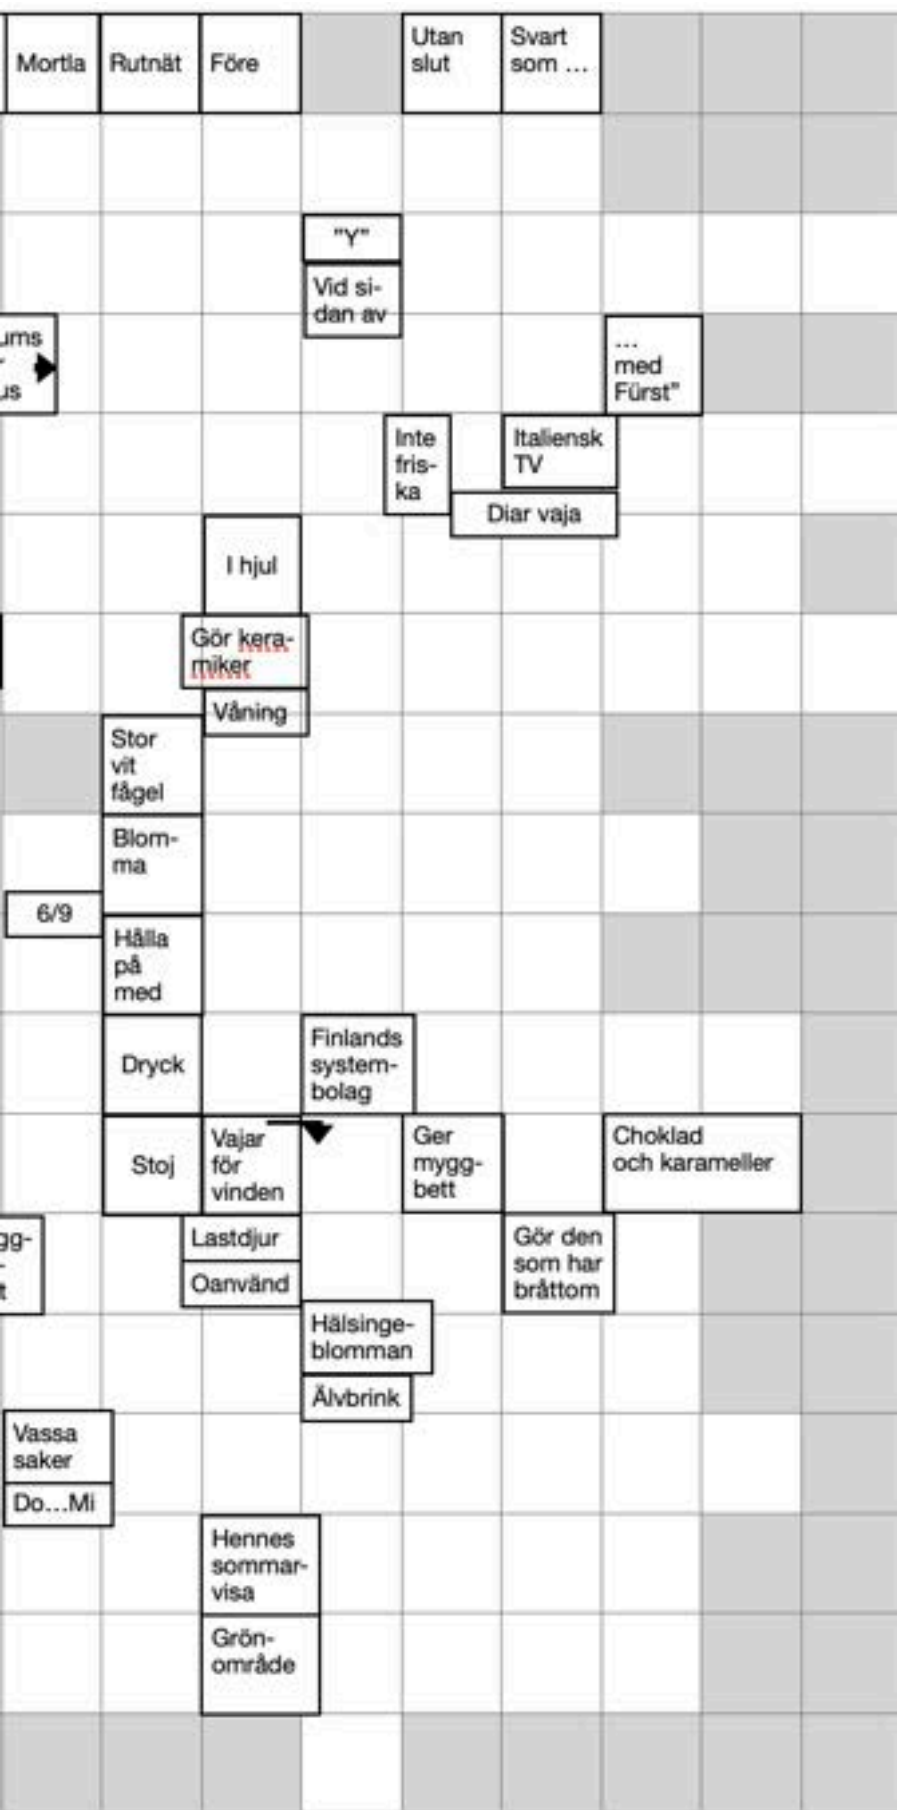 Mortla
Rutnät
Före
Utan
slut
Svart
som ...
"Y"
Vid si-
dan av
ums
us
...
med
Fürst"
Inte
fris-
ka
Italiensk
TV
Diar vaja
I hjul
Gör kera-
miker
Våning
Stor
vit
fågel
Blom-
ma
6/9
Hålla
på
med
Dryck
Finlands
system-
bolag
Stoj
Vajar
för
vinden
Ger
mygg-
bett
Choklad
och karameller
gg-
t
Lastdjur
Oanvänd
Gör den
som har
bråttom
Hälsinge-
blomman
Älvbrink
Vassa
saker
Do...Mi
Hennes
sommar-
visa
Grön-
område